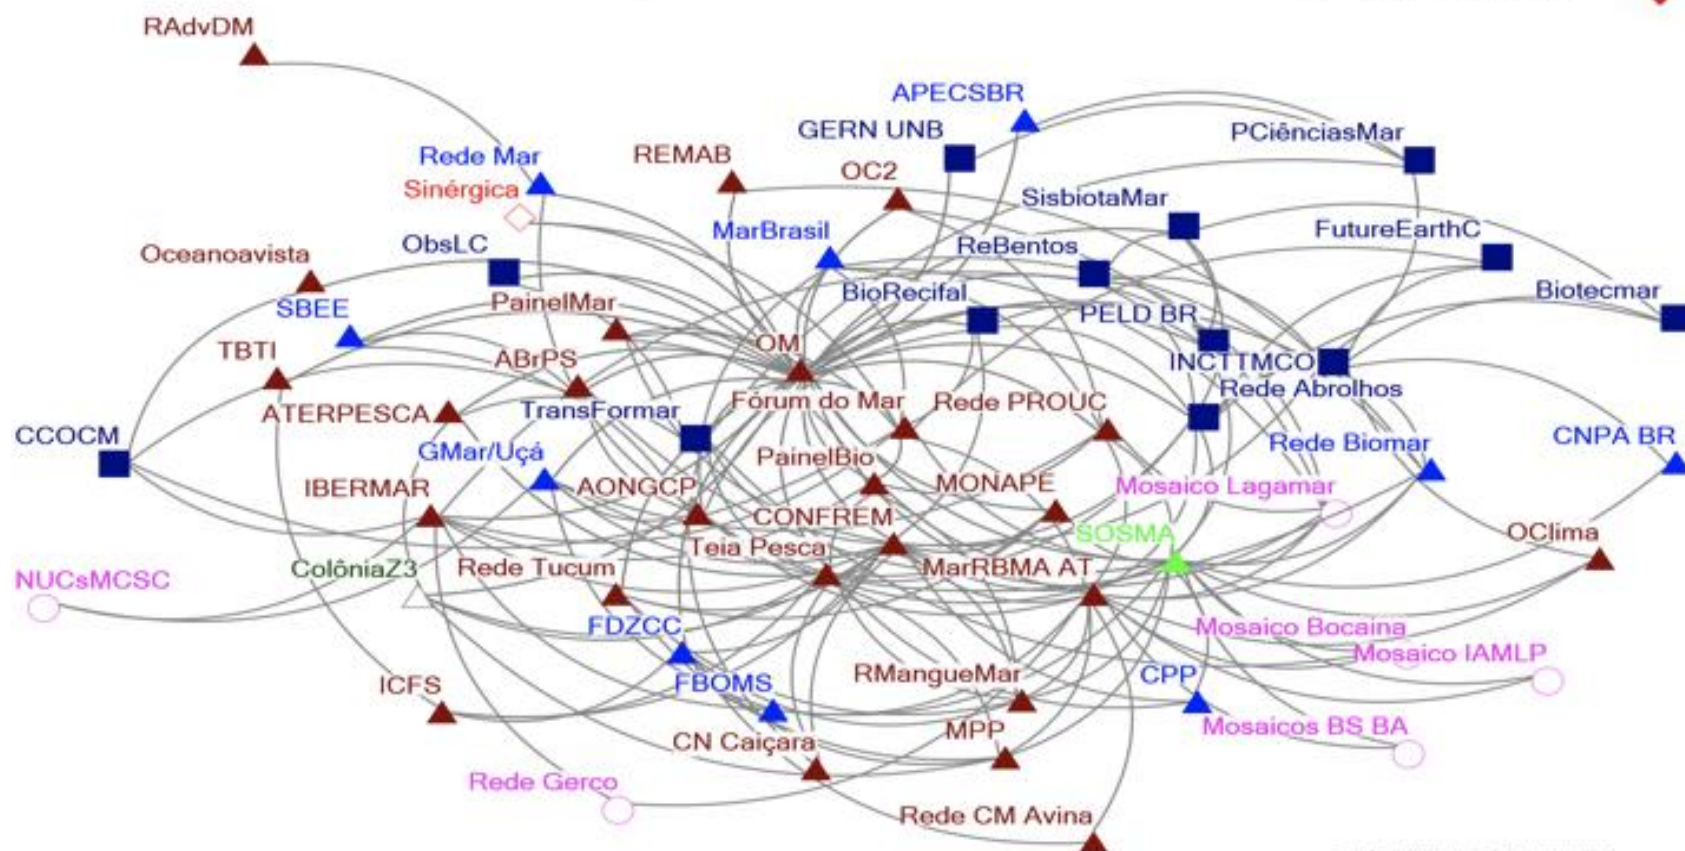 RAdvDM
APECSBR
GERN UNB
PCiênciasMar
Rede Mar
REMAB
OC2
Sinérgica
SisbiotaMar
MarBrasil
FutureEarthC
ObsLC
ReBentos
Oceanoavista
BioRecifal
Biotecmar
SBEE
PainelMar
PELD BR
TBTI
ABrPS
OM
INCTTMCO
Rede Abrolhos
ATERPESCA
TransFormar
Fórum do Mar
Rede PROUC
CCOCM
GMar/Uçá
PainelBio
Rede Biomar
CNPA BR
IBERMAR
AONGCP
MONAPE
Mosaico Lagamar
CONFREM
SOSMA
OClima
NUCsMCSC
ColôniaZ3
Rede Tucum
Teia Pesca
MarRBMA AT
FDZCC
Mosaico Bocaina
Mosaico IAMLP
ICFS
FBOMS
RMangueMar
CPP
CN Caiçara
MPP
Mosaicos BS BA
Rede Gerco
Rede CM Avina